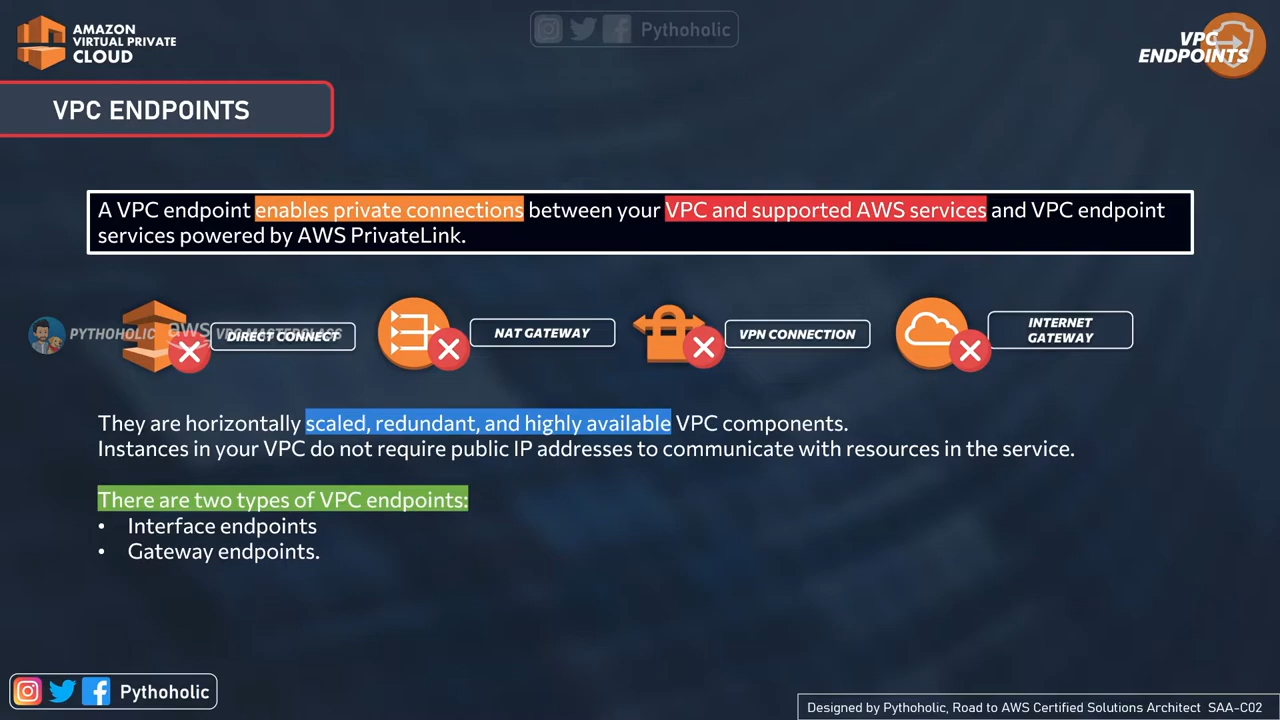 AMAZON
VIRTUAL PRIVATE
CLOUD
Pythoholic
VPC
ENDPOINTS
VPC ENDPOINTS
A VPC endpoint enables private connections between your VPC and supported AWS services and VPC endpoint
services powered by AWS PrivateLink.
PYTHOHOLIC aws VPC MASTERCLASS
DIRECT CONNECT
NAT GATEWAY
VPN CONNECTION
INTERNET
GATEWAY
They are horizontally scaled, redundant, and highly available VPC components.
Instances in your VPC do not require public IP addresses to communicate with resources in the service.
There are two types of VPC endpoints:
• Interface endpoints
• Gateway endpoints.
Pythoholic
Designed by Pythoholic, Road to AWS Certified Solutions Architect SAA-C02